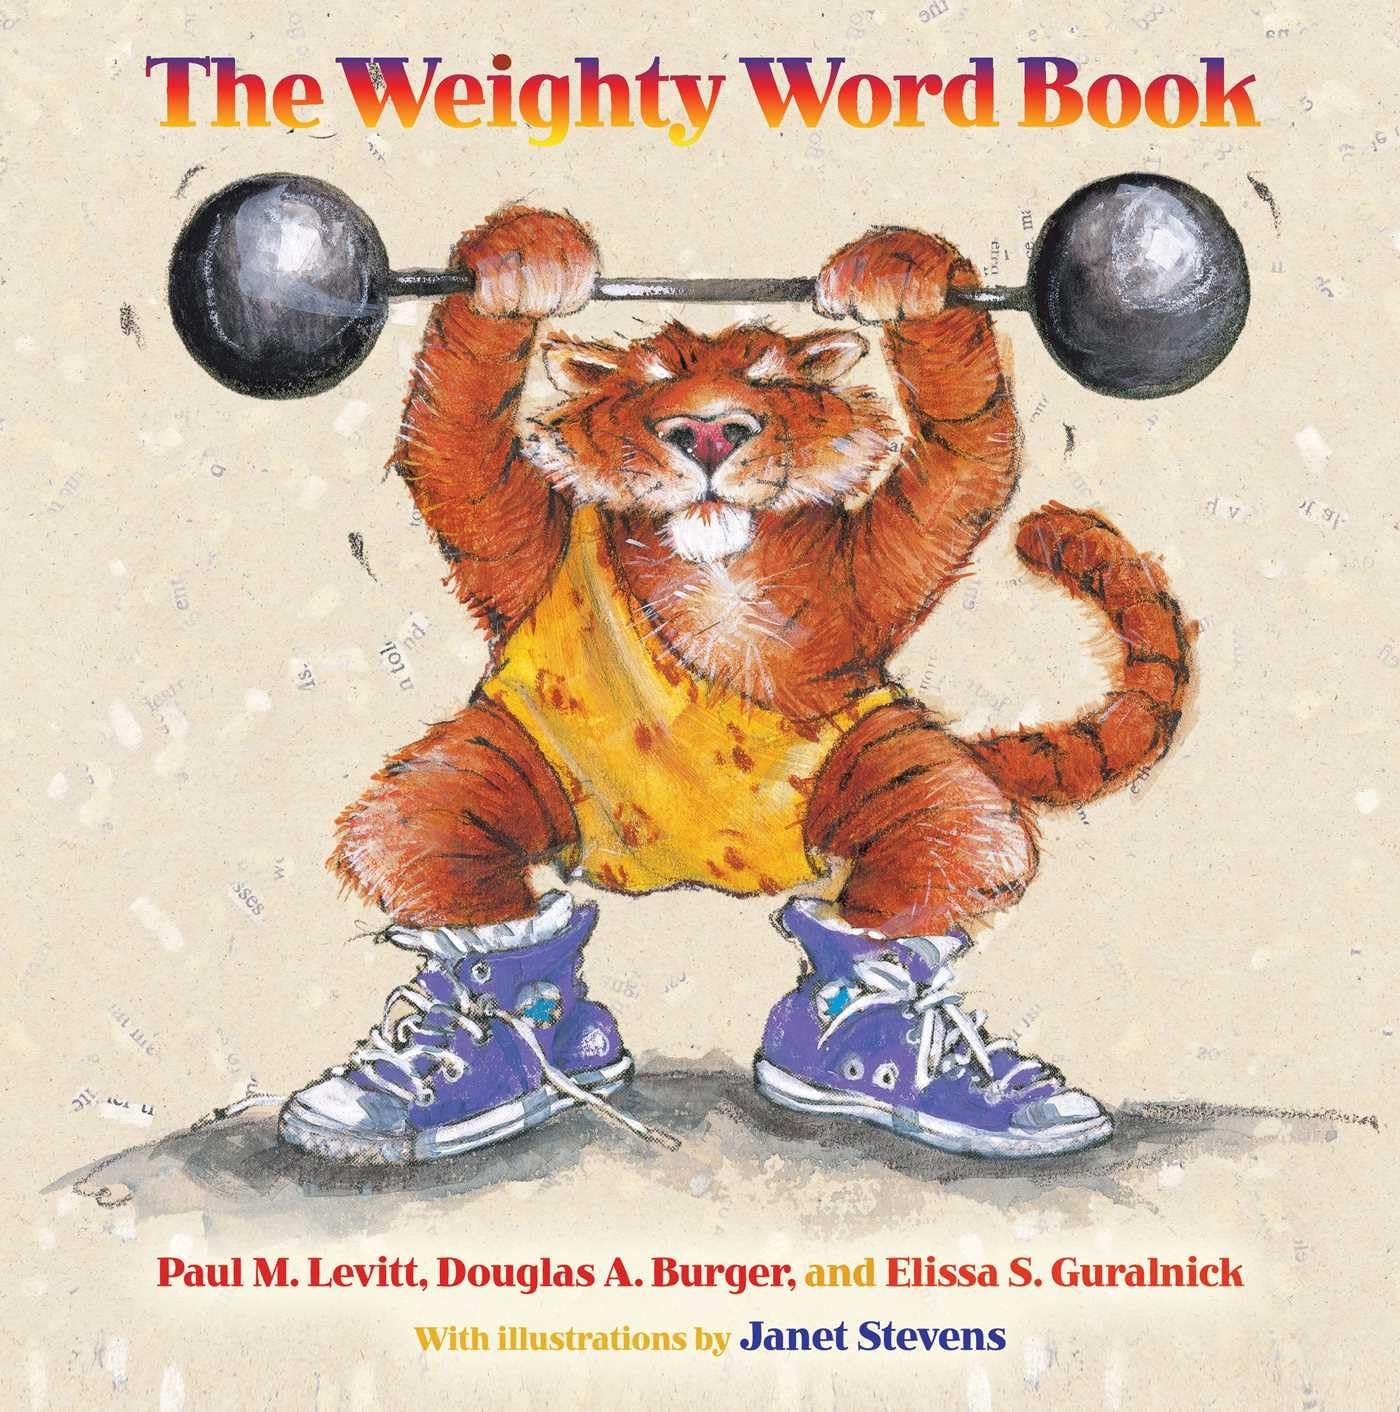 The Weighty Word Book
Paul M. Levitt, Douglas A. Burger, and Elissa S. Guralnick
With illustrations by Janet Stevens